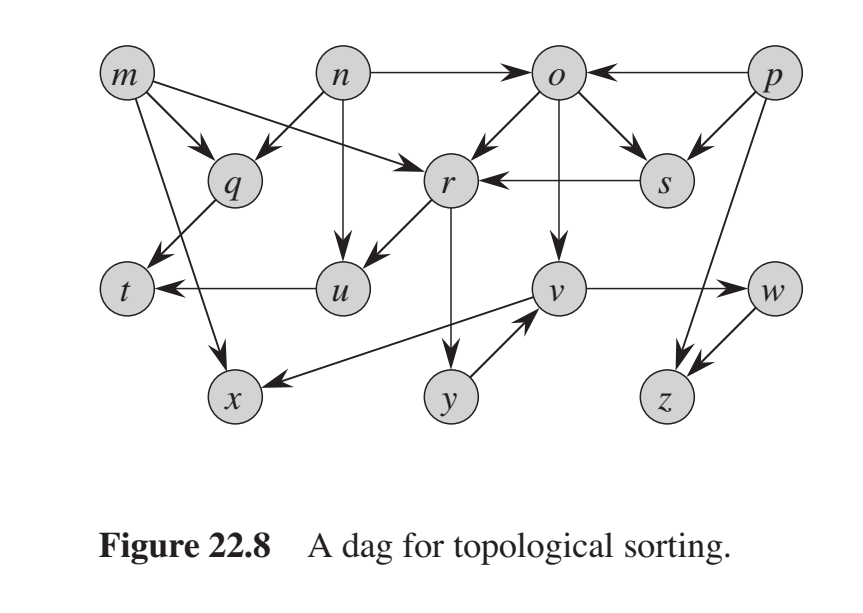 m n o p
q r s
t u v w
x y z
Figure 22.8 A dag for topological sorting.